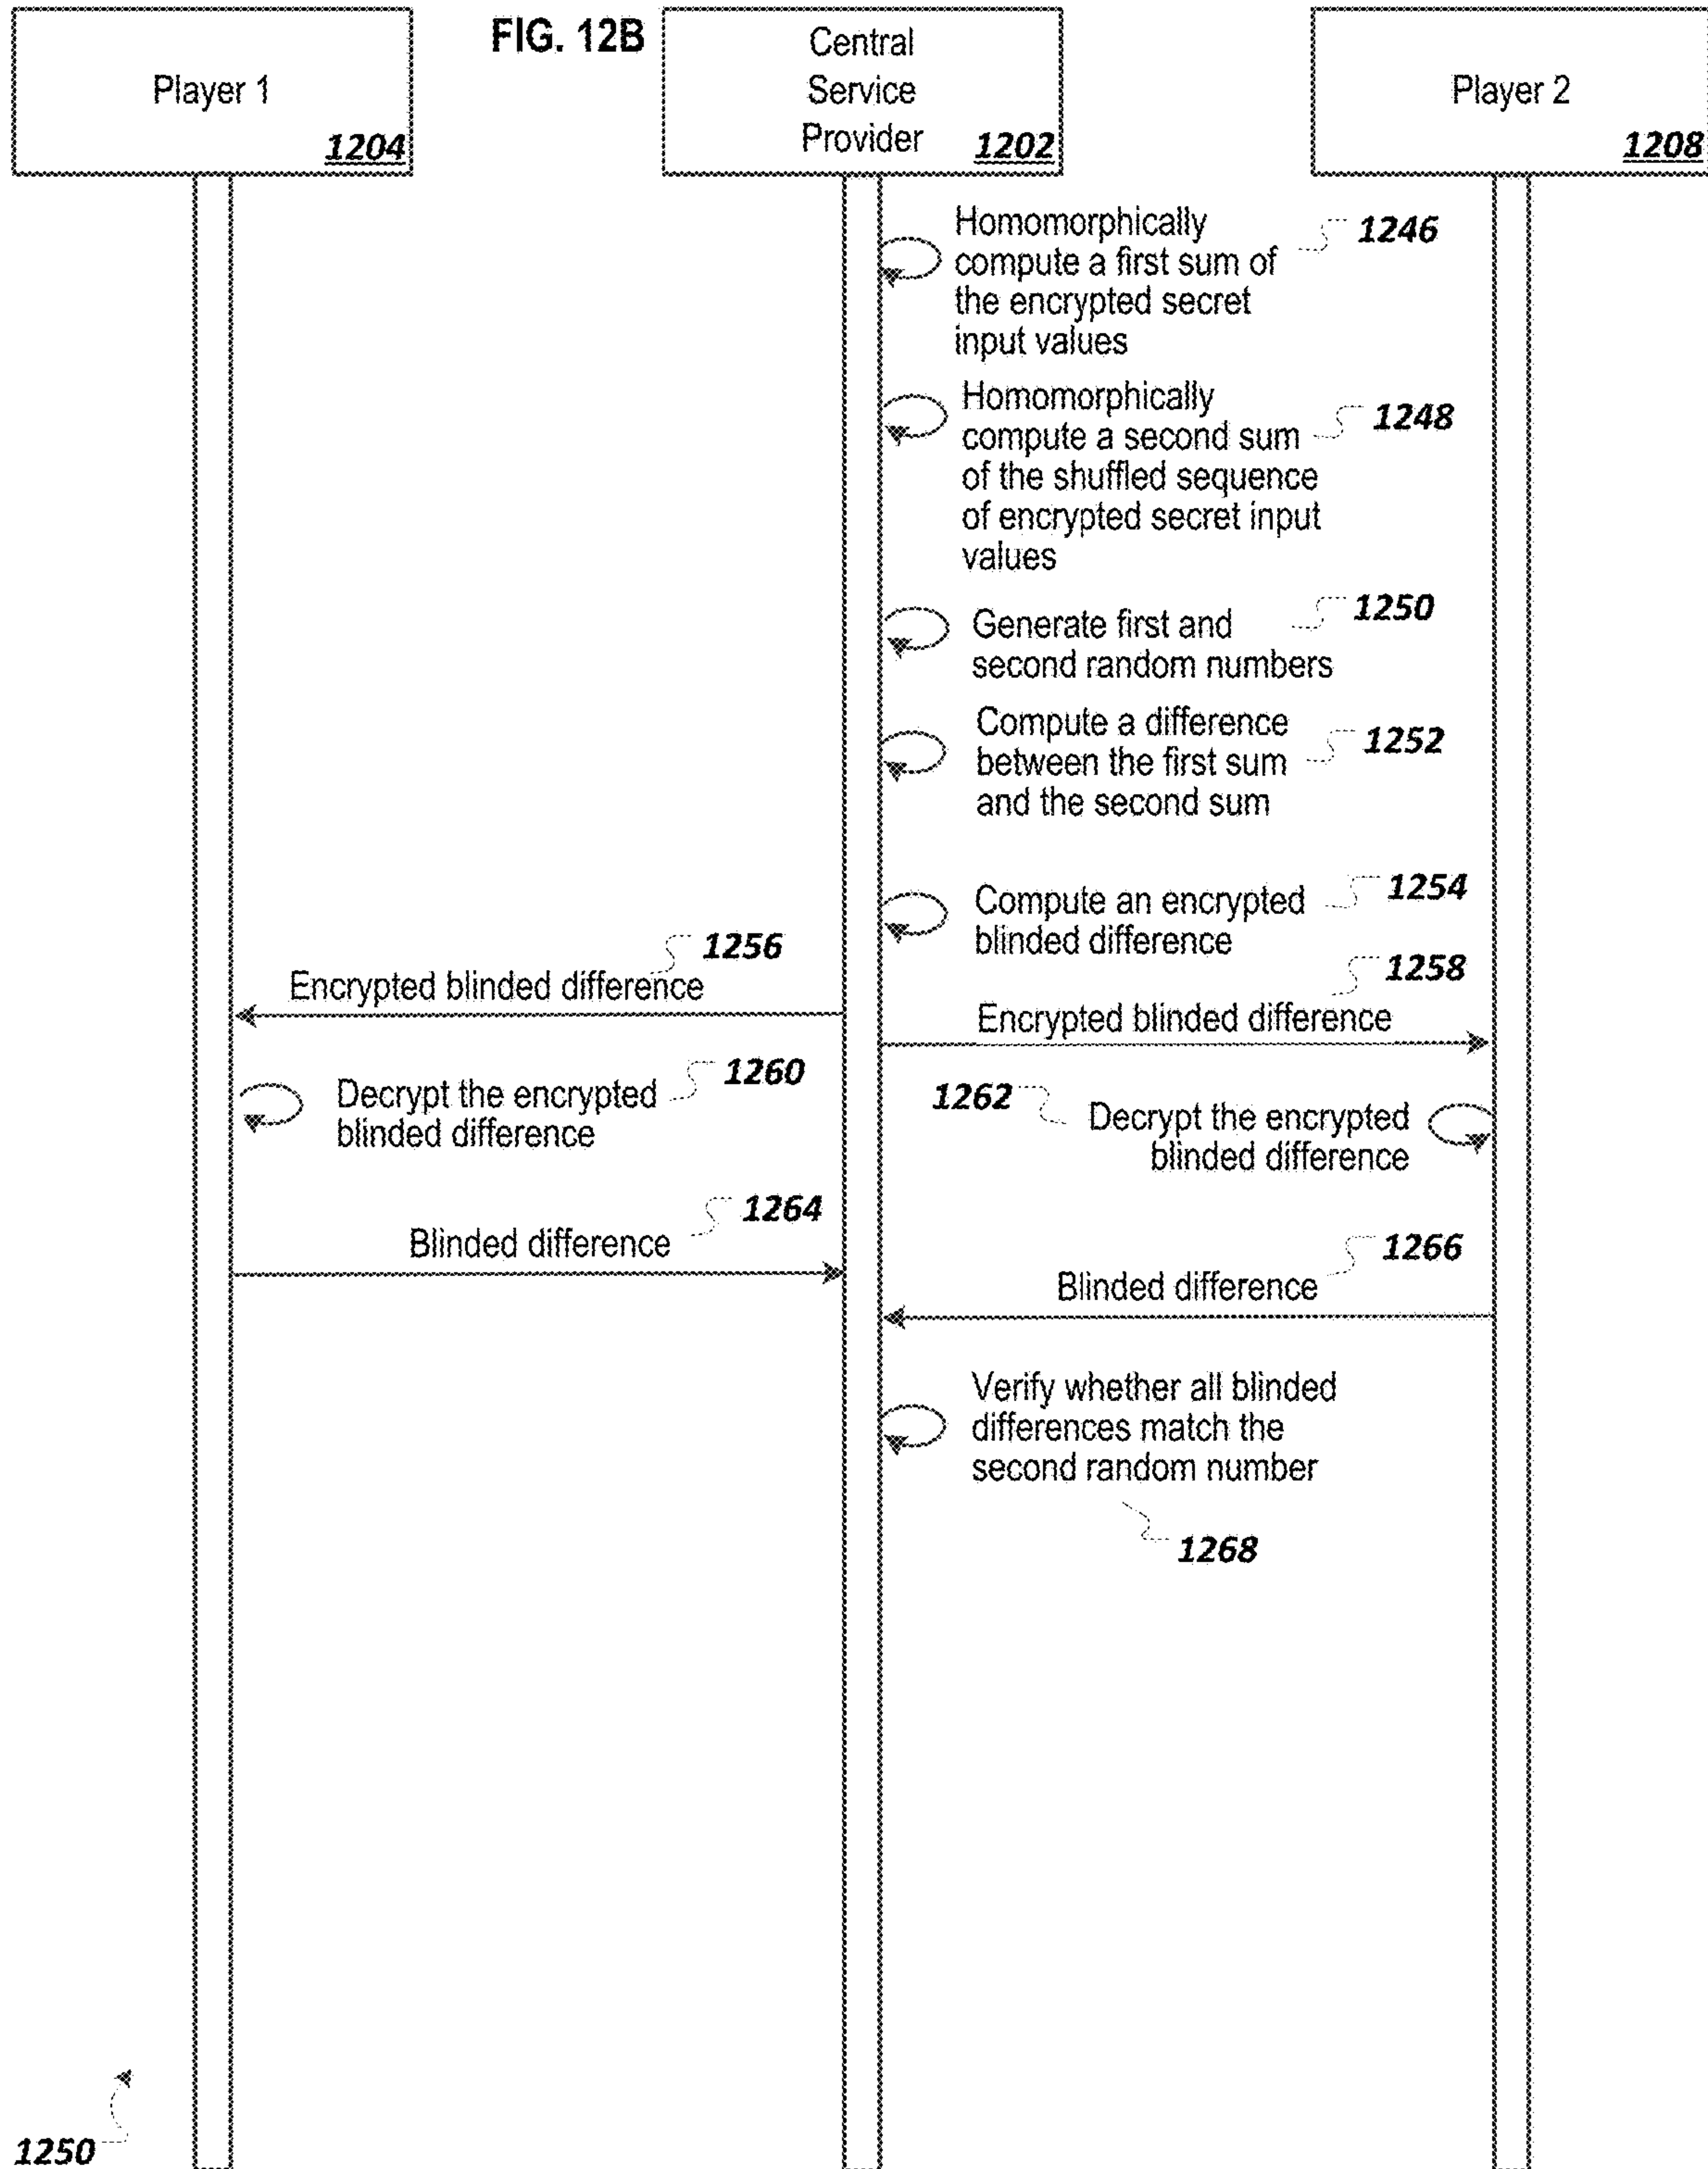 FIG. 12B
Player 1
1204
Central
Service
Provider
1202
Player 2
1208
Homomorphically
compute a first sum of
the encrypted secret
input values
1246
Homomorphically
compute a second sum
of the shuffled sequence
of encrypted secret input
values
1248
Generate first and
second random numbers
1250
Compute a difference
between the first sum
and the second sum
1252
Compute an encrypted
blinded difference
1254
1256
Encrypted blinded difference
1258
Encrypted blinded difference
1260
Decrypt the encrypted
blinded difference
1262
Decrypt the encrypted
blinded difference
1264
Blinded difference
1266
Blinded difference
Verify whether all blinded
differences match the
second random number
1268
1250